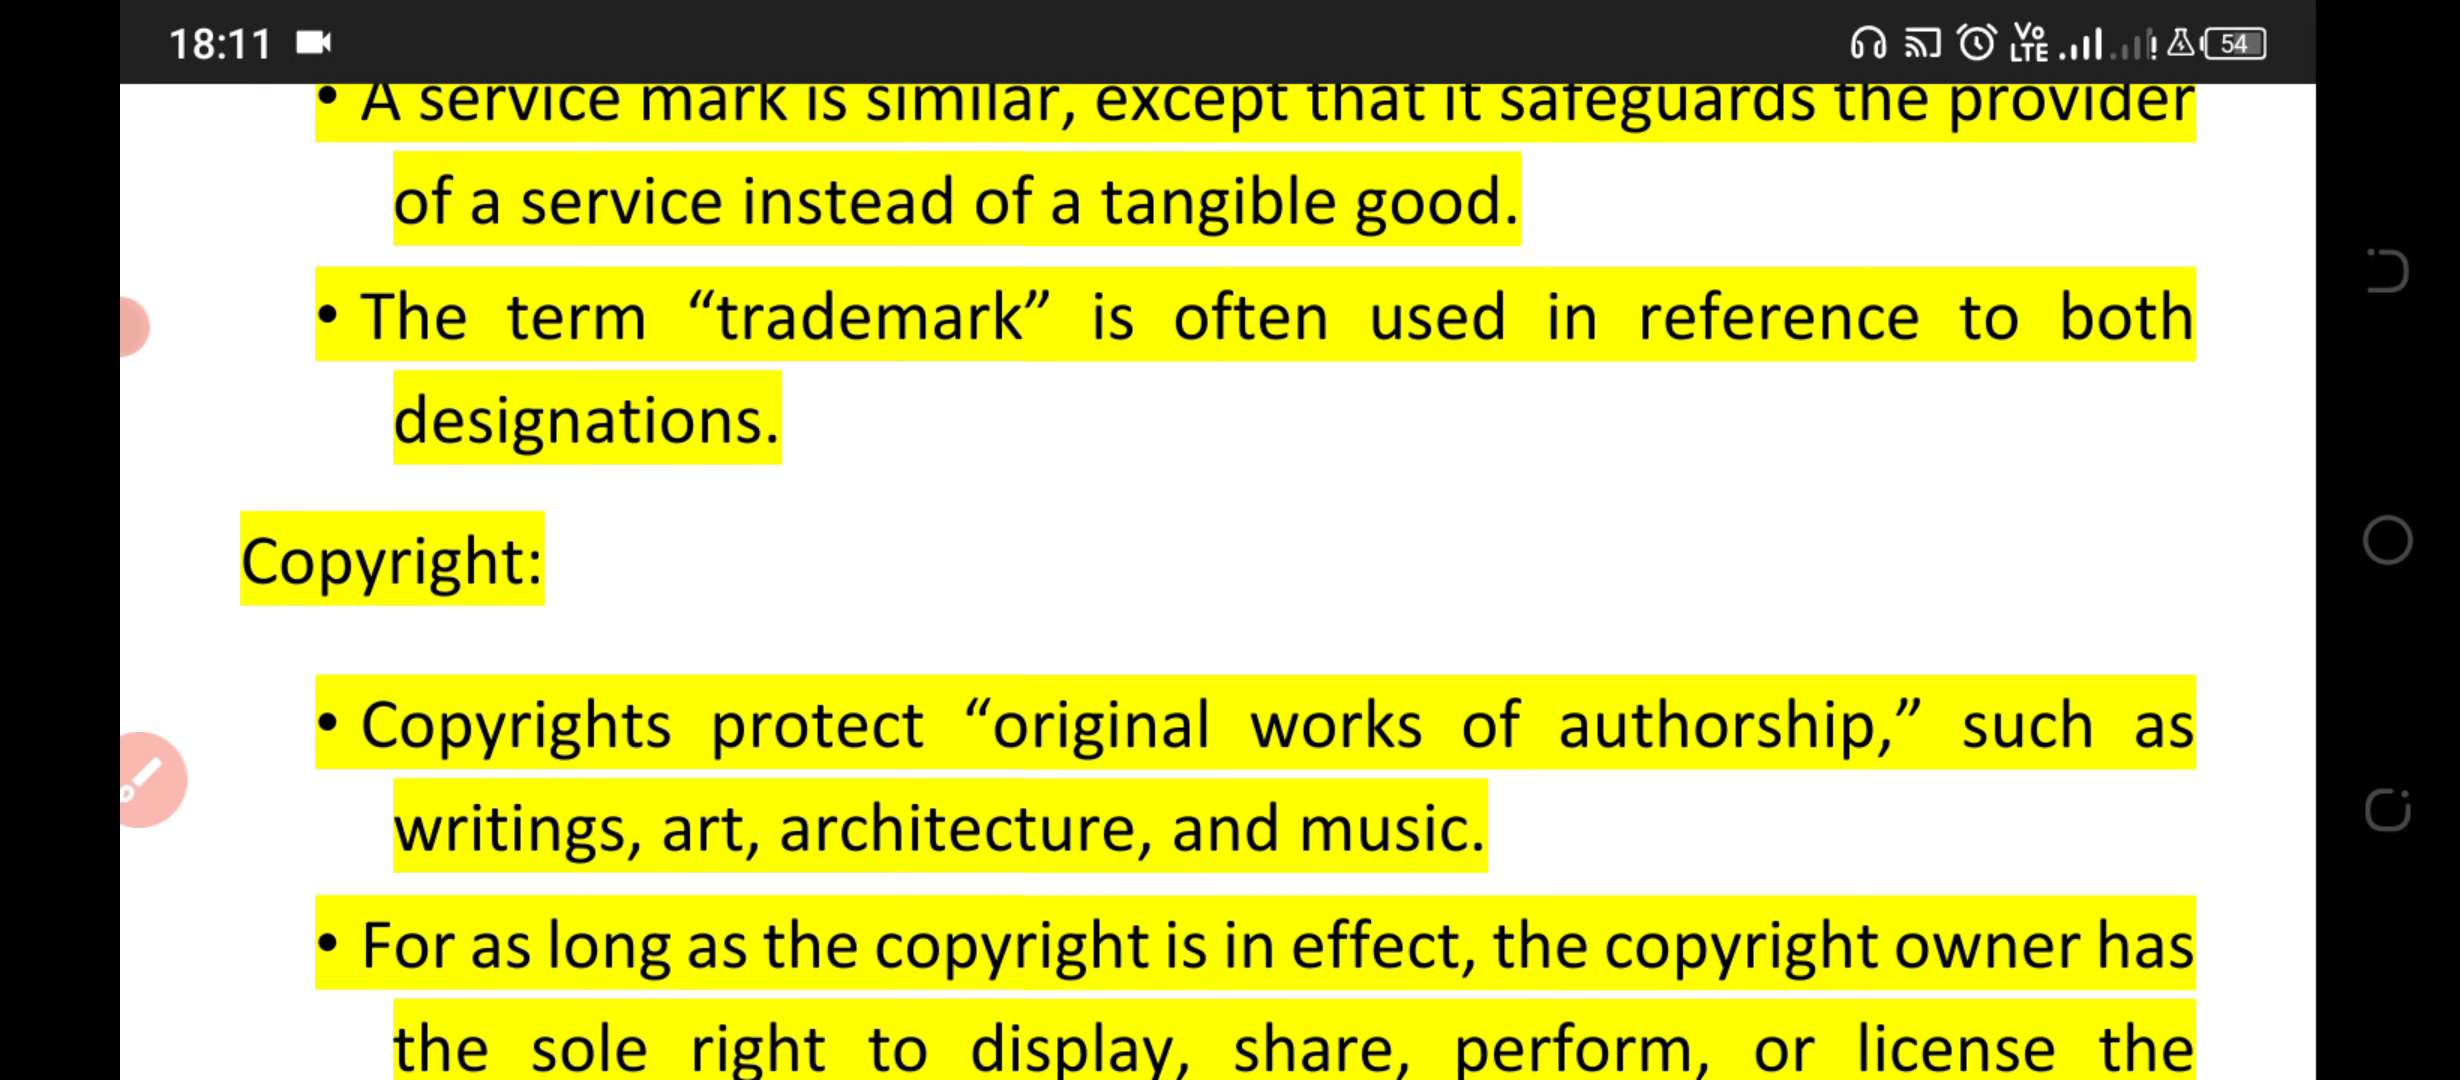 18:11 Vo LTE 54
• A service mark is similar, except that it safeguards the provider
of a service instead of a tangible good.
• The term “trademark” is often used in reference to both
designations.
Copyright:
• Copyrights protect “original works of authorship,” such as
writings, art, architecture, and music.
• For as long as the copyright is in effect, the copyright owner has
the sole right to display, share, perform, or license the